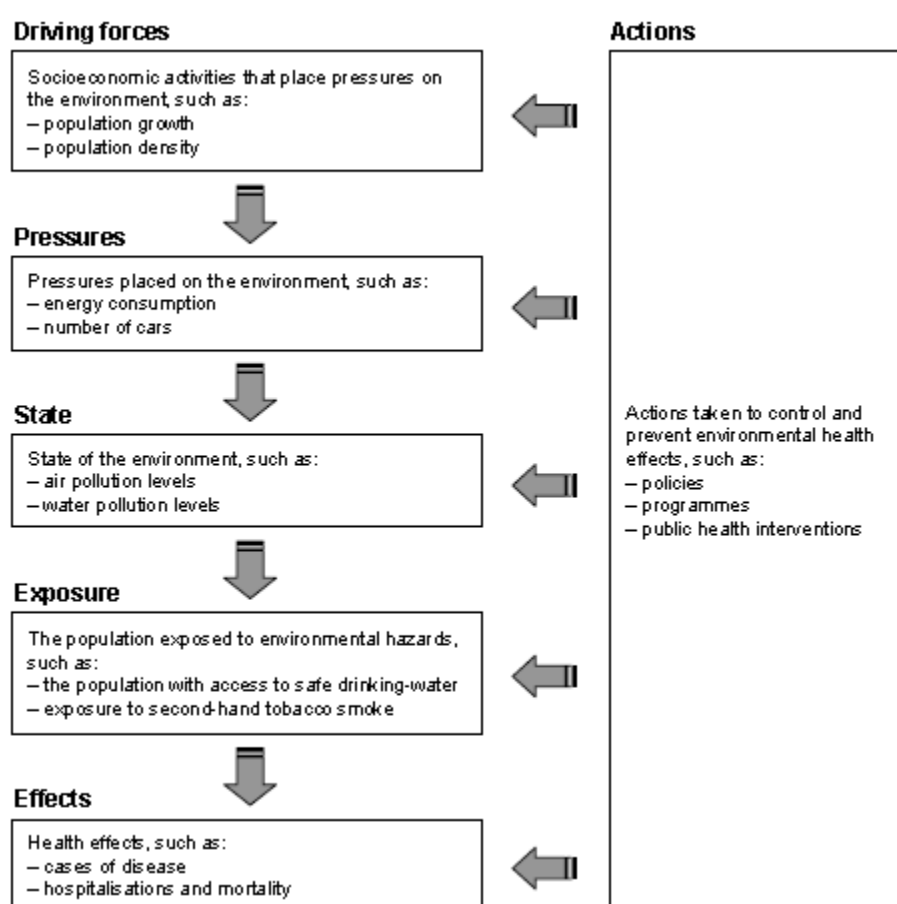 Driving forces
Socioeconomic activities that place pressures on
the environment, such as:
– population growth
– population density
Pressures
Pressures placed on the environment, such as:
– energy consumption
– number of cars
State
State of the environment, such as:
– air pollution levels
– water pollution levels
Exposure
The population exposed to environmental hazards,
such as:
– the population with access to safe drinking-water
– exposure to second-hand tobacco smoke
Effects
Health effects, such as:
– cases of disease
– hospitalisations and mortality
Actions
Actions taken to control and
prevent environmental health
effects, such as:
– policies
– programmes
– public health interventions